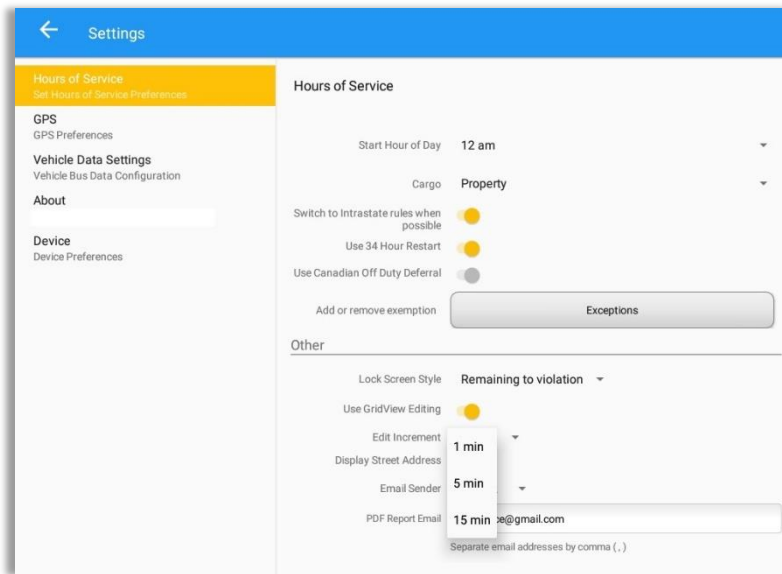 Settings
Hours of Service
Set Hours of Service Preferences
GPS
GPS Preferences
Vehicle Data Settings
Vehicle Bus Data Configuration
About
Device
Device Preferences
Hours of Service
Start Hour of Day 12 am
Cargo Property
Switch to Intrastate rules when
possible
Use 34 Hour Restart
Use Canadian Off Duty Deferral
Add or remove exemption Exceptions
Other
Lock Screen Style Remaining to violation
Use GridView Editing
Edit Increment
1 min
Display Street Address
Email Sender 5 min
PDF Report Email 15 min ce@gmail.com
Separate email addresses by comma ( , )